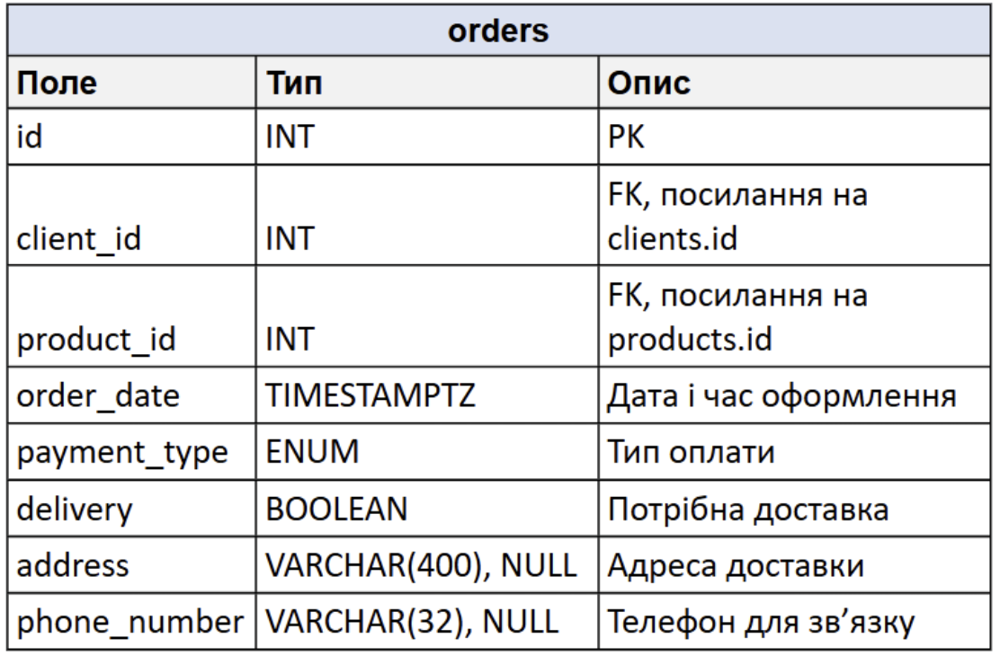 orders
Поле Тип Опис
id INT PK
client_id INT FK, посилання на
clients.id
product_id INT FK, посилання на
products.id
order_date TIMESTAMPTZ Дата і час оформлення
payment_type ENUM Тип оплати
delivery BOOLEAN Потрібна доставка
address VARCHAR(400), NULL Адреса доставки
phone_number VARCHAR(32), NULL Телефон для зв’язку